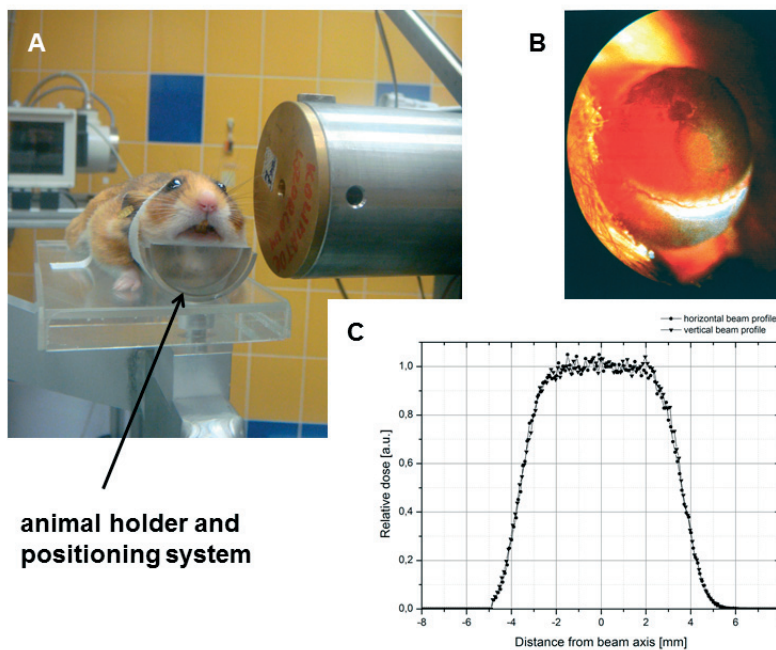 A
B
animal holder and
positioning system
C
horizontal beam profile
vertical beam profile
Relative dose [a.u.]
1,0
0,8
0,6
0,4
0,2
0,0
-8
-6
-4
-2
0
2
4
6
8
Distance from beam axis [mm]